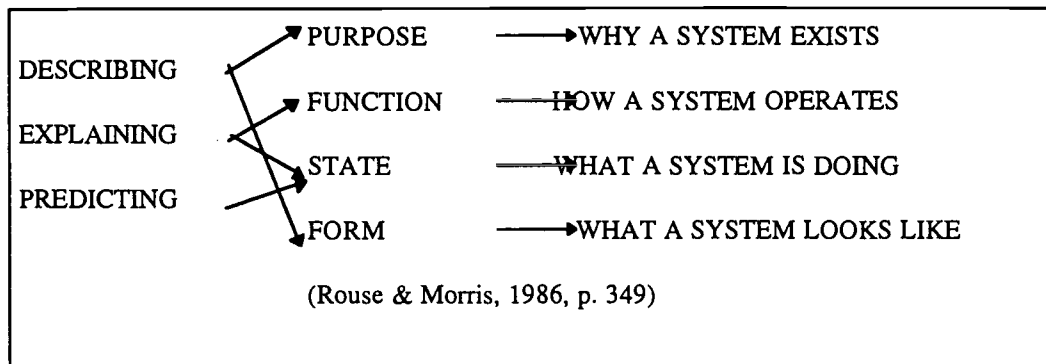 PURPOSE WHY A SYSTEM EXISTS
DESCRIBING
FUNCTION HOW A SYSTEM OPERATES
EXPLAINING
STATE WHAT A SYSTEM IS DOING
PREDICTING
FORM WHAT A SYSTEM LOOKS LIKE
(Rouse & Morris, 1986, p. 349)